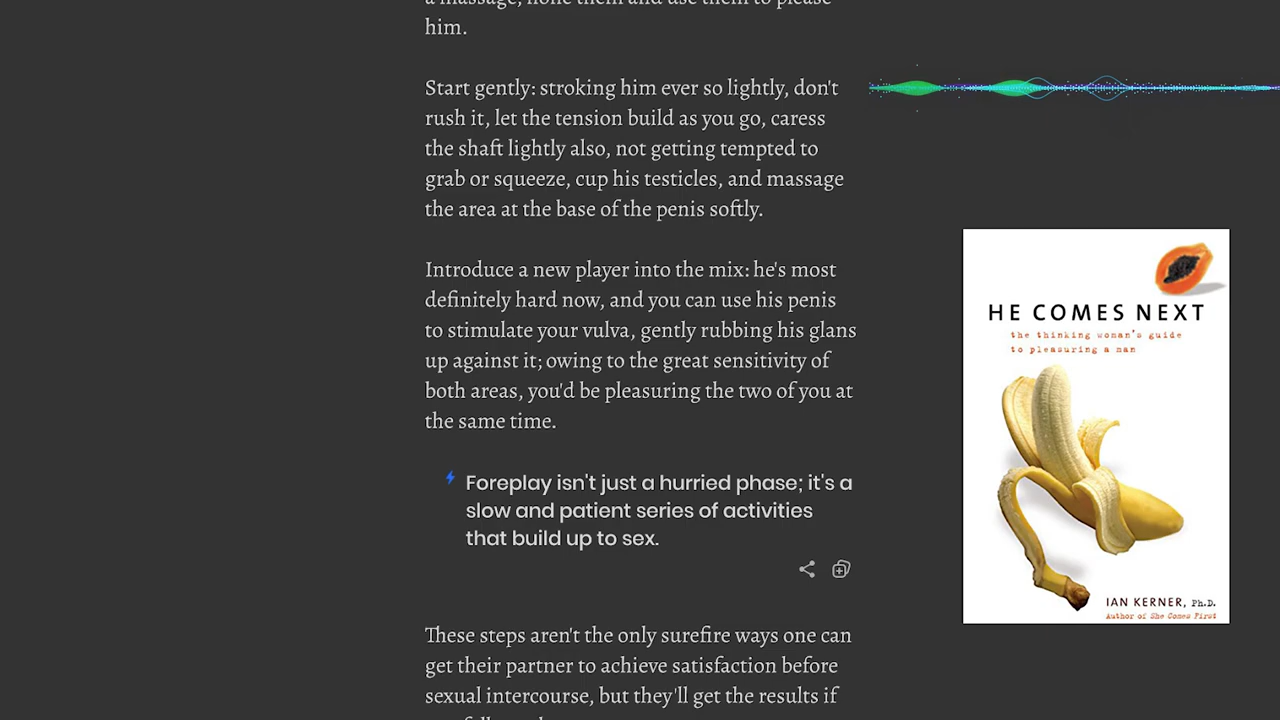 him.
Start gently: stroking him ever so lightly, don't
rush it, let the tension build as you go, caress
the shaft lightly also, not getting tempted to
grab or squeeze, cup his testicles, and massage
the area at the base of the penis softly.
Introduce a new player into the mix: he's most
definitely hard now, and you can use his penis
to stimulate your vulva, gently rubbing his glans
up against it; owing to the great sensitivity of
both areas, you'd be pleasuring the two of you at
the same time.
Foreplay isn't just a hurried phase; it's a
slow and patient series of activities
that build up to sex.
These steps aren't the only surefire ways one can
get their partner to achieve satisfaction before
sexual intercourse, but they'll get the results if
HE COMES NEXT
the thinking woman's guide
to pleasuring a man
IAN KERNER, Ph.D.
Author of She Comes First